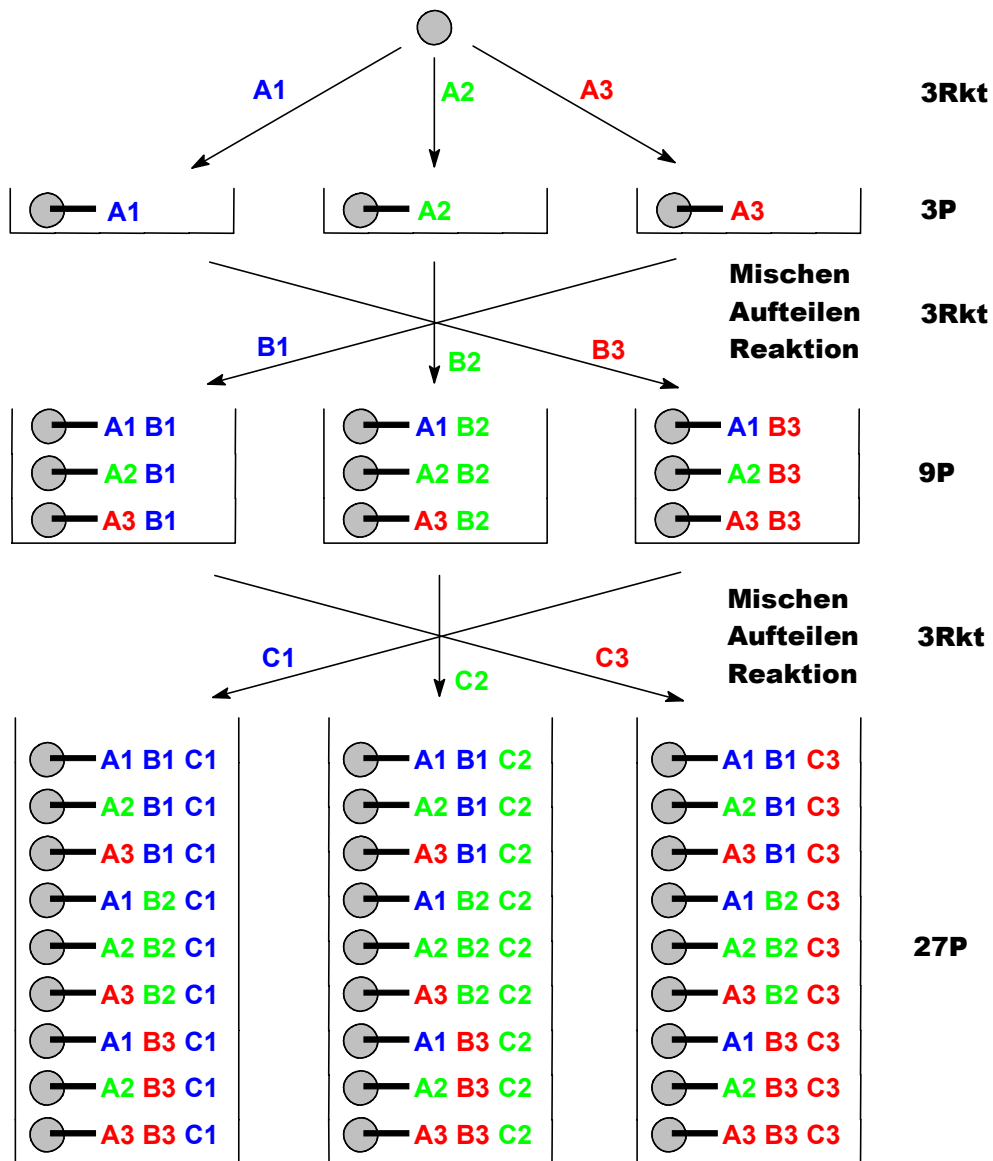 A1 A2 A3 3Rkt
A1 A2 A3 3P
Mischen
Aufteilen 3Rkt
B1 B2 B3 Reaktion
A1 B1 A1 B2 A1 B3
A2 B1 A2 B2 A2 B3 9P
A3 B1 A3 B2 A3 B3
Mischen
Aufteilen 3Rkt
C1 C2 C3 Reaktion
A1 B1 C1 A1 B1 C2 A1 B1 C3
A2 B1 C1 A2 B1 C2 A2 B1 C3
A3 B1 C1 A3 B1 C2 A3 B1 C3
A1 B2 C1 A1 B2 C2 A1 B2 C3
A2 B2 C1 A2 B2 C2 A2 B2 C3 27P
A3 B2 C1 A3 B2 C2 A3 B2 C3
A1 B3 C1 A1 B3 C2 A1 B3 C3
A2 B3 C1 A2 B3 C2 A2 B3 C3
A3 B3 C1 A3 B3 C2 A3 B3 C3